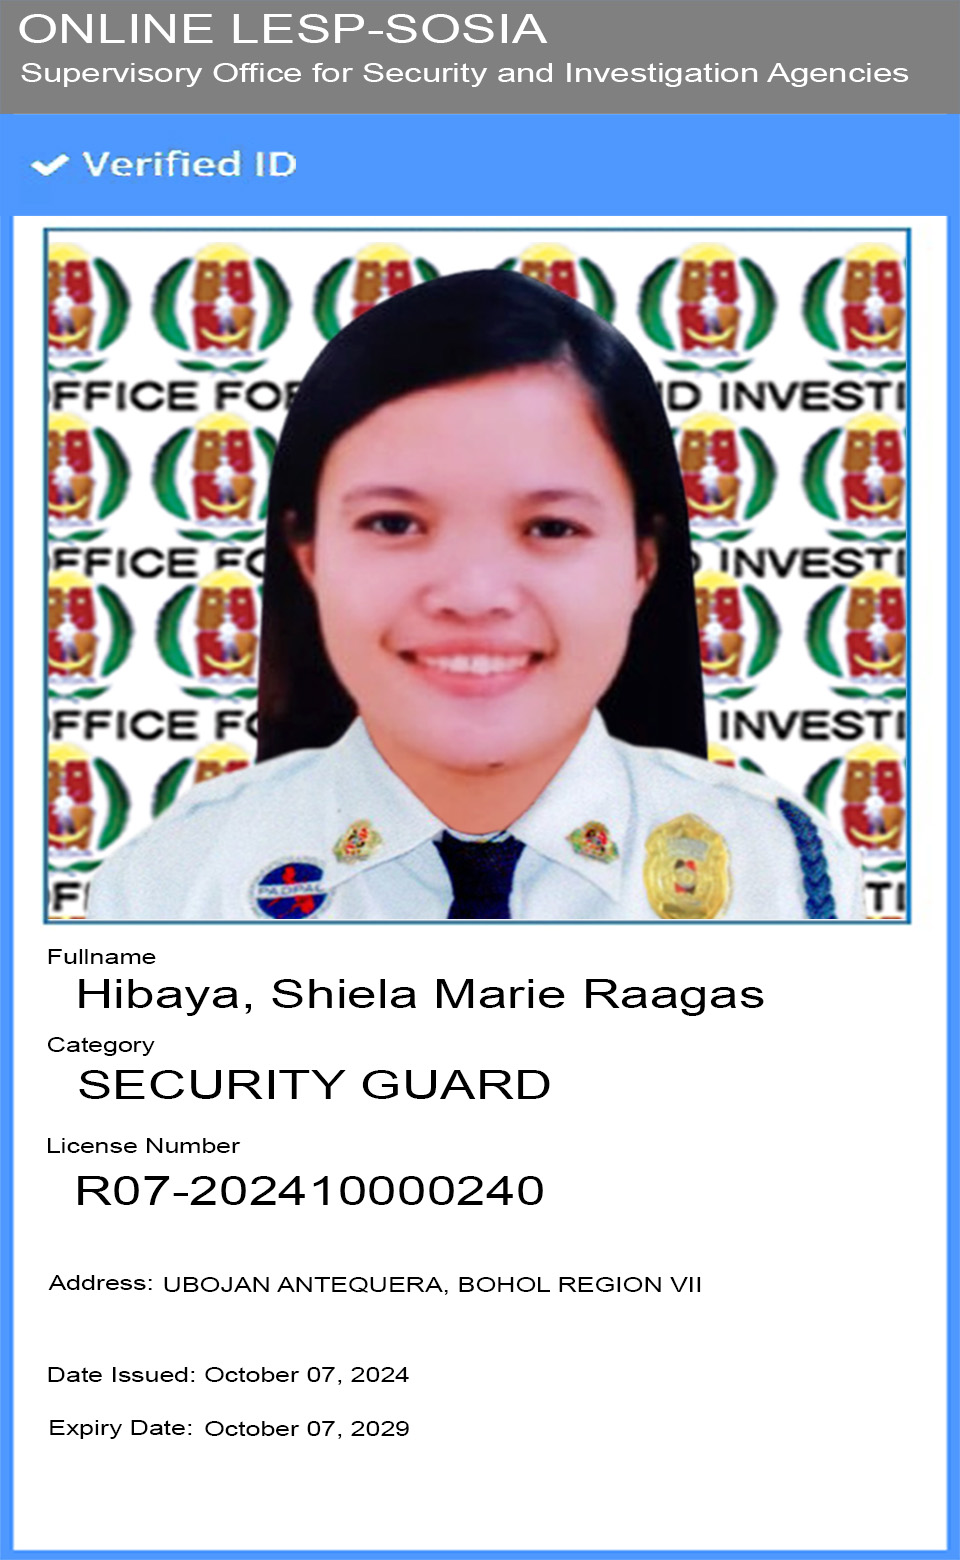 ONLINE LESP-SOSIA
Supervisory Office for Security and Investigation Agencies
Verified ID
FFICE FOR D INVESTI
FFICE FO D INVESTI
FFICE FO INVESTI
FF TI
PADPAO
Fullname
Hibaya, Shiela Marie Raagas
Category
SECURITY GUARD
License Number
R07-202410000240
Address: UBOJAN ANTEQUERA, BOHOL REGION VII
Date Issued: October 07, 2024
Expiry Date: October 07, 2029